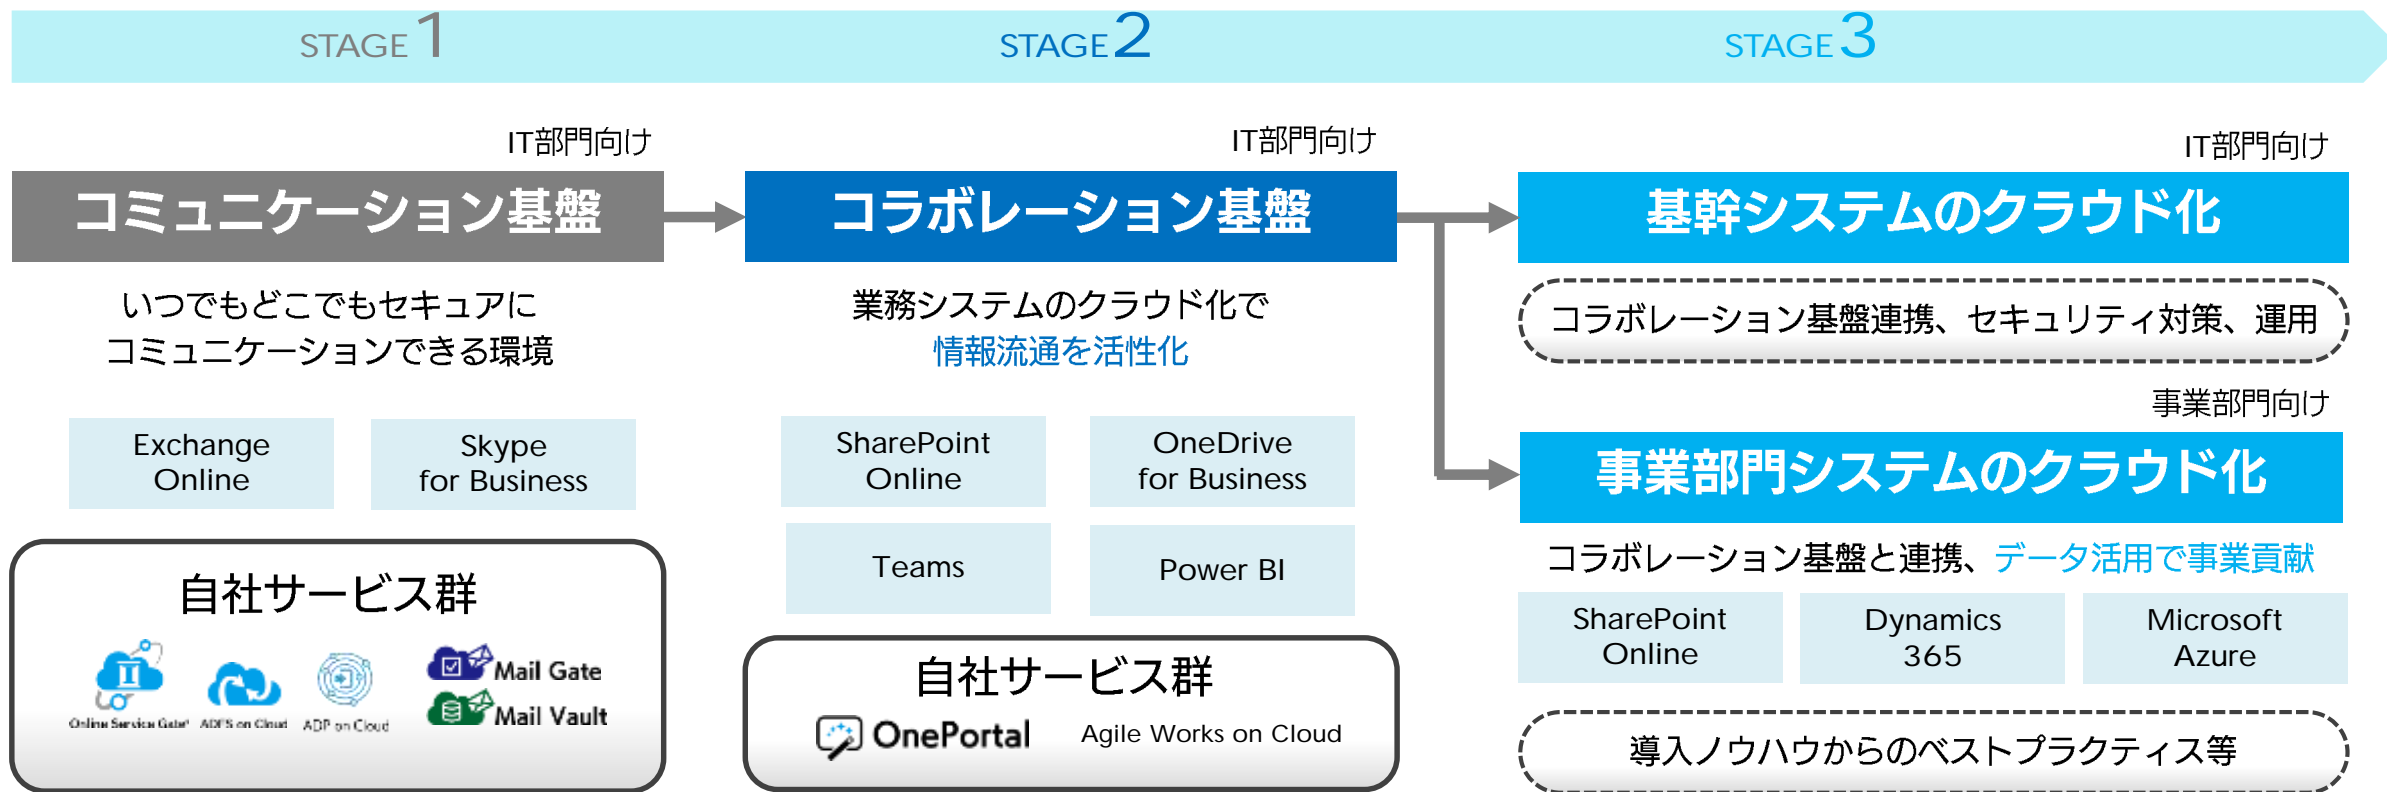 STAGE 1
STAGE 2
STAGE 3
IT部門向け
コミュニケーション基盤
いつでもどこでもセキュアに
コミュニケーションできる環境
Exchange
Online
Skype
for Business
自社サービス群
Online Service Gate
ADFS on Cloud
ADP on Cloud
Mail Gate
Mail Vault
IT部門向け
コラボレーション基盤
業務システムのクラウド化で
情報流通を活性化
SharePoint
Online
OneDrive
for Business
Teams
Power BI
自社サービス群
OnePortal
Agile Works on Cloud
IT部門向け
基幹システムのクラウド化
コラボレーション基盤連携、セキュリティ対策、運用
事業部門向け
事業部門システムのクラウド化
コラボレーション基盤と連携、データ活用で事業貢献
SharePoint
Online
Dynamics
365
Microsoft
Azure
導入ノウハウからのベストプラクティス等